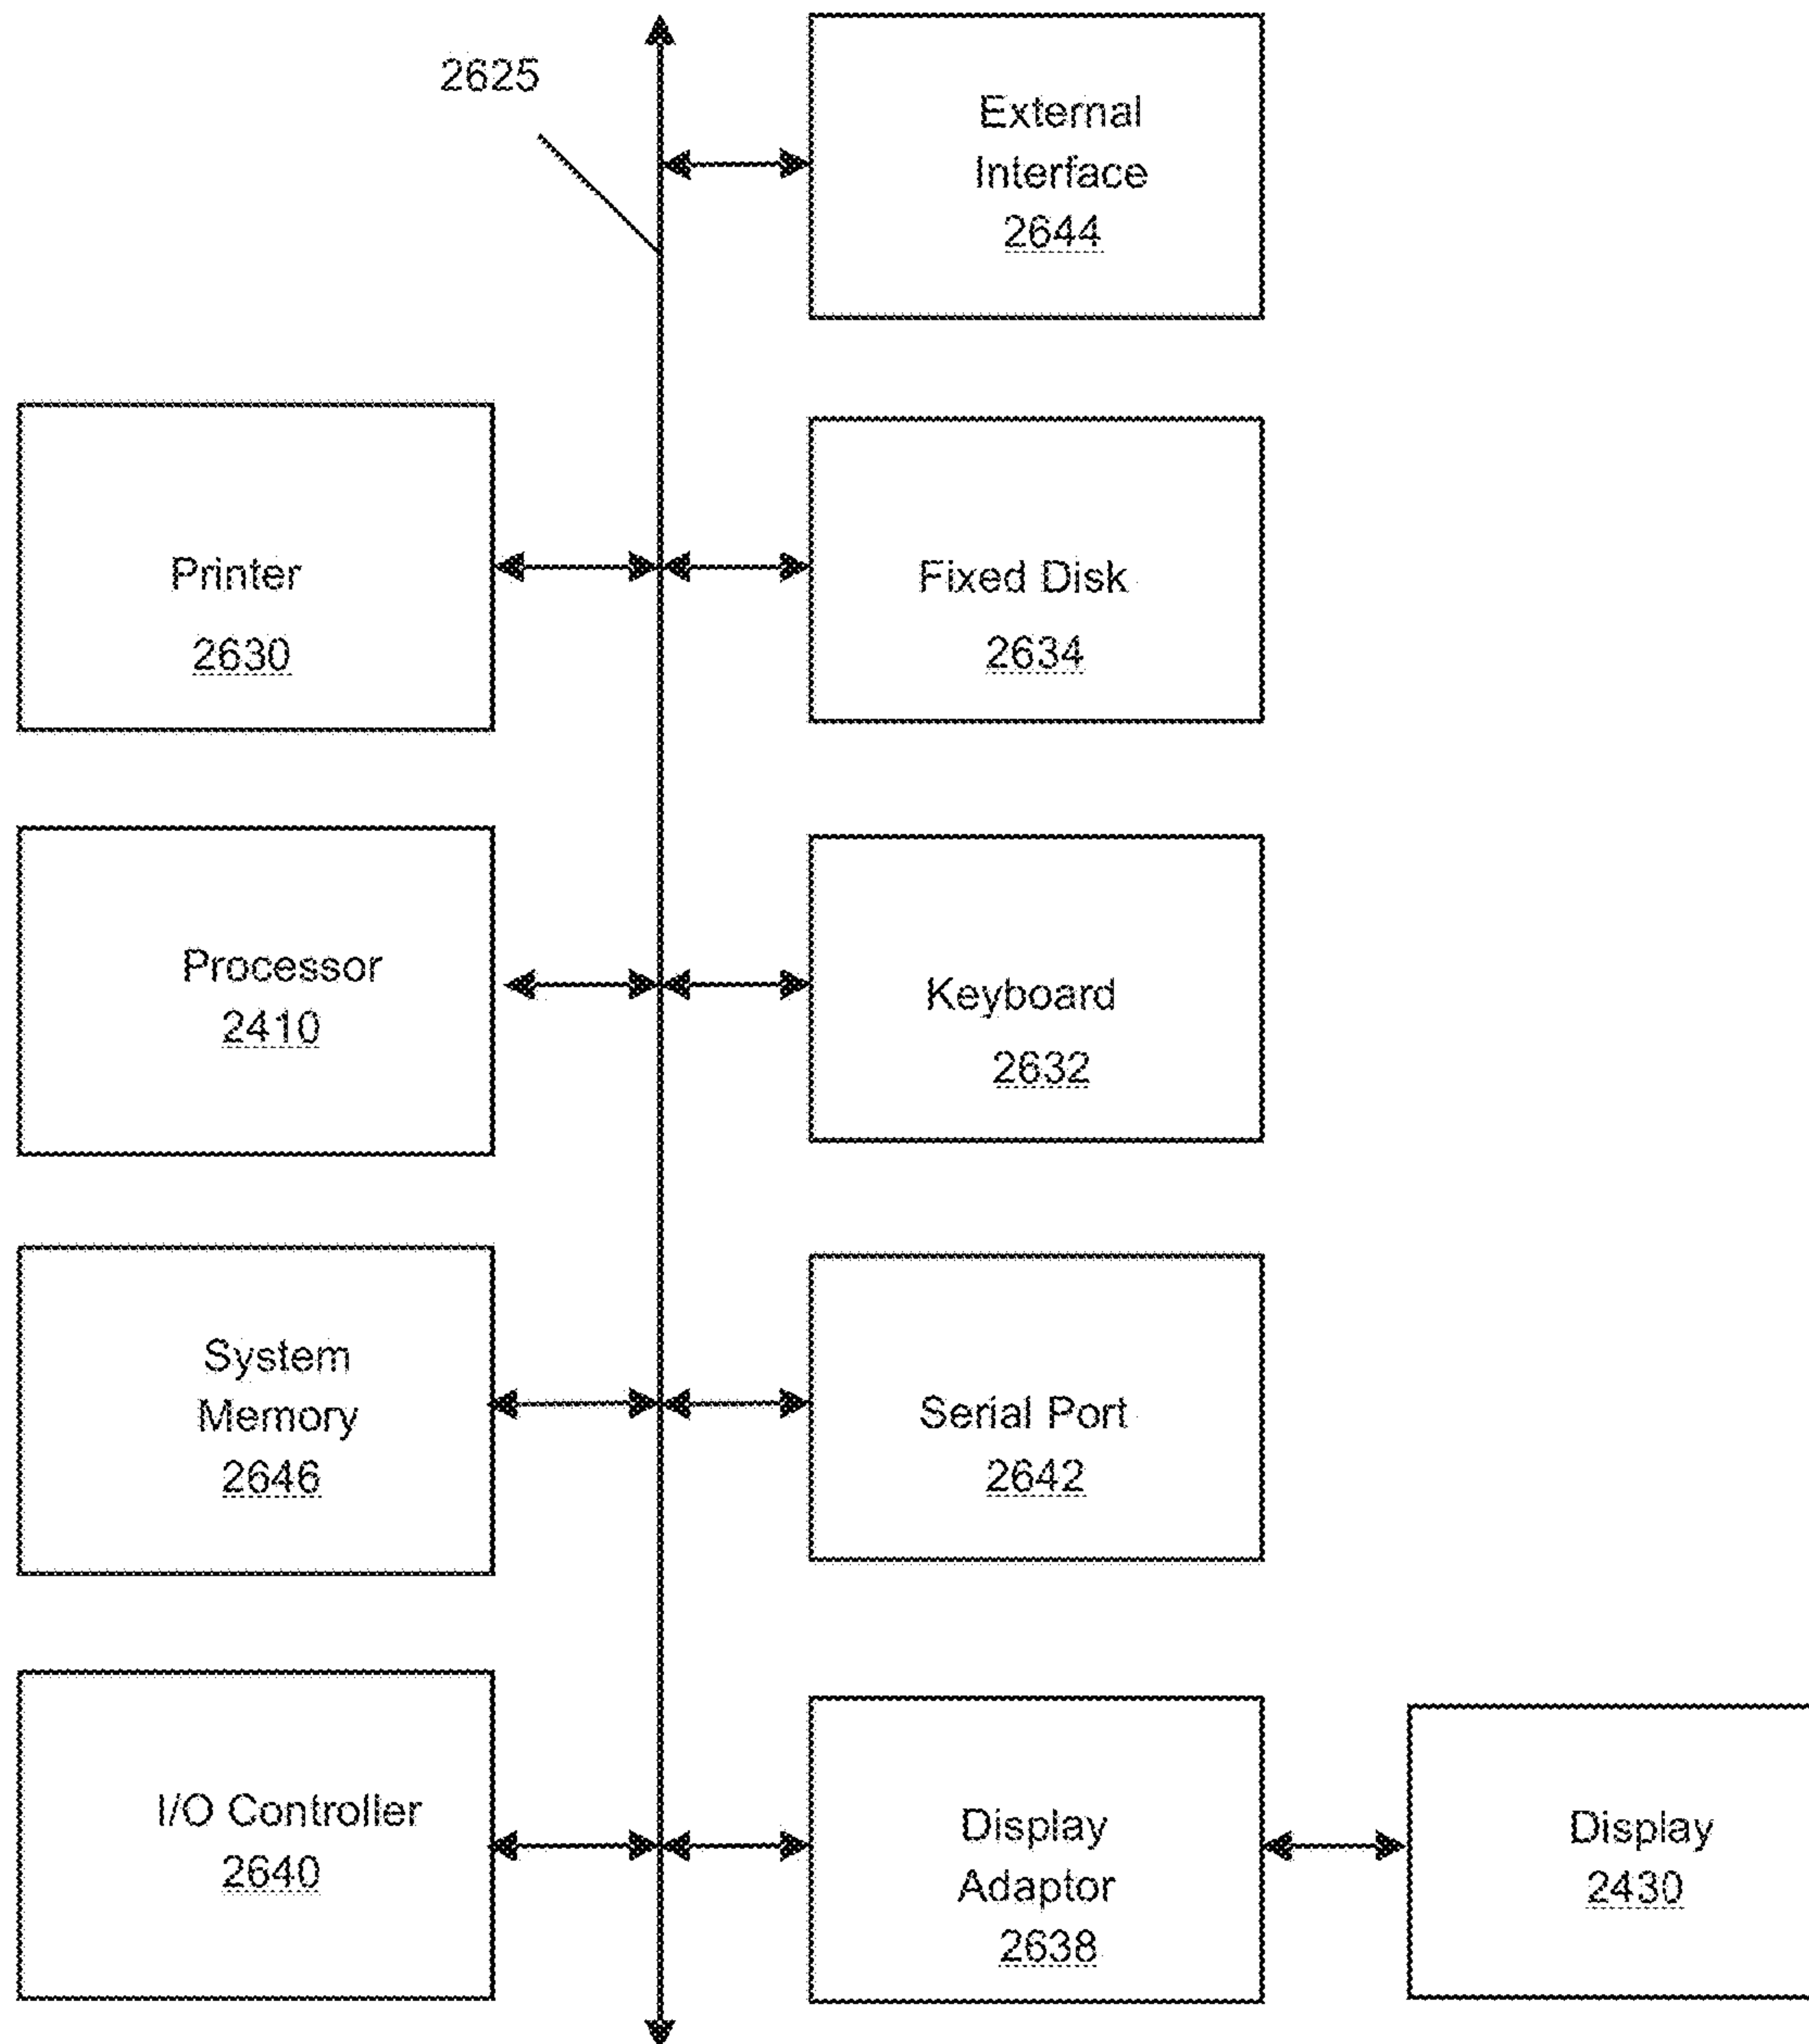 2625
External
Interface
2644
Printer
2630
Fixed Disk
2634
Processor
2410
Keyboard
2632
System
Memory
2646
Serial Port
2642
I/O Controller
2640
Display
Adaptor
2638
Display
2430